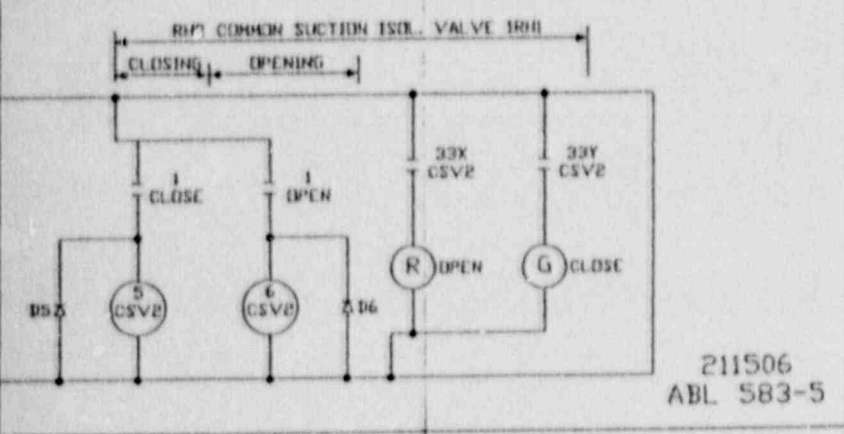 COMMON SUCTION ISOL. VALVE 1RH1
CLOSING OPENING
1
CLOSE
1
OPEN
33X
CSV2
33Y
CSV2
R OPEN
G CLOSE
D5
5
CSV2
6
CSV2
D6
211506
ABL 583-5